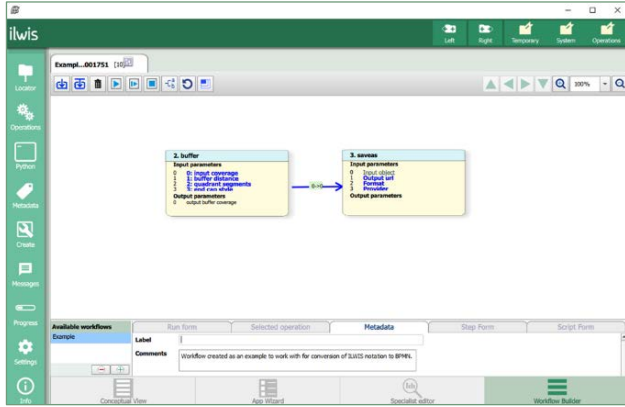 ilwis
Left
Right
Temporary
System
Operations
Exampl...001751 [10]
100%
Locator
Operations
Python
Metadata
Create
Messages
Progress
Settings
Info
2. buffer
Input parameters
0 0: input coverage
1 1: buffer distance
2 2: quadrant segments
3 3: end cap style
Output parameters
0 output buffer coverage
0->0
3. saveas
Input parameters
0 Input object
1 Output url
2 Format
3 Provider
Output parameters
Available workflows
Example
Run form
Selected operation
Metadata
Step Form
Script Form
Label
Comments
Workflow created as an example to work with for conversion of ILWIS notation to BPMN.
Conceptual View
App Wizard
Specialist editor
Workflow Builder